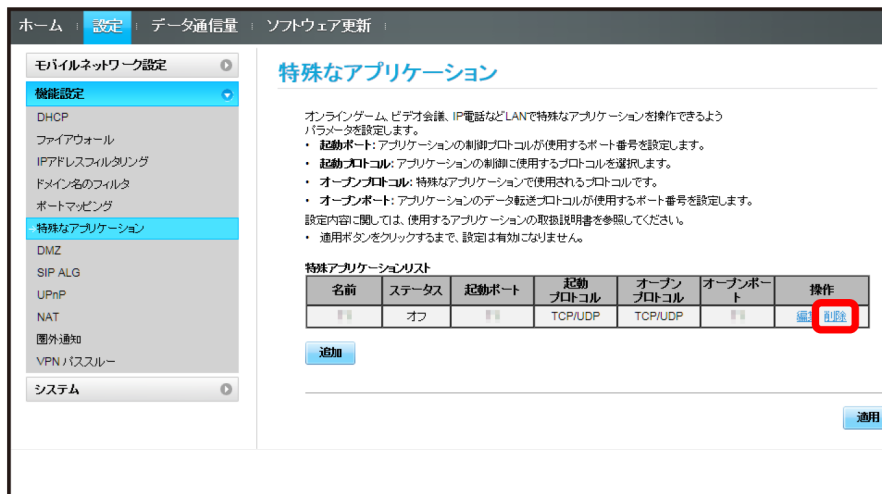 ホーム 設定 データ通信量 ソフトウェア更新
モバイルネットワーク設定
機能設定
DHCP
ファイアウォール
IPアドレスフィルタリング
ドメイン名のフィルタ
ポートマッピング
特殊なアプリケーション
DMZ
SIP ALG
UPnP
NAT
圏外通知
VPN パススルー
システム
特殊なアプリケーション
オンラインゲーム、ビデオ会議、IP電話などLANで特殊なアプリケーションを操作できるよう
パラメータを設定します。
・ 起動ポート: アプリケーションの制御プロトコルが使用するポート番号を設定します。
・ 起動プロトコル: アプリケーションの制御に使用するプロトコルを選択します。
・ オープンプロトコル: 特殊なアプリケーションで使用されるプロトコルです。
・ オープンポート: アプリケーションのデータ転送プロトコルが使用するポート番号を設定します。
設定内容に関しては、使用するアプリケーションの取扱説明書を参照してください。
・ 適用ボタンをクリックするまで、設定は有効になりません。
特殊アプリケーションリスト
名前 ステータス 起動ポート 起動プロトコル オープンプロトコル オープンポート 操作
オフ TCP/UDP TCP/UDP 編集 削除
追加
適用